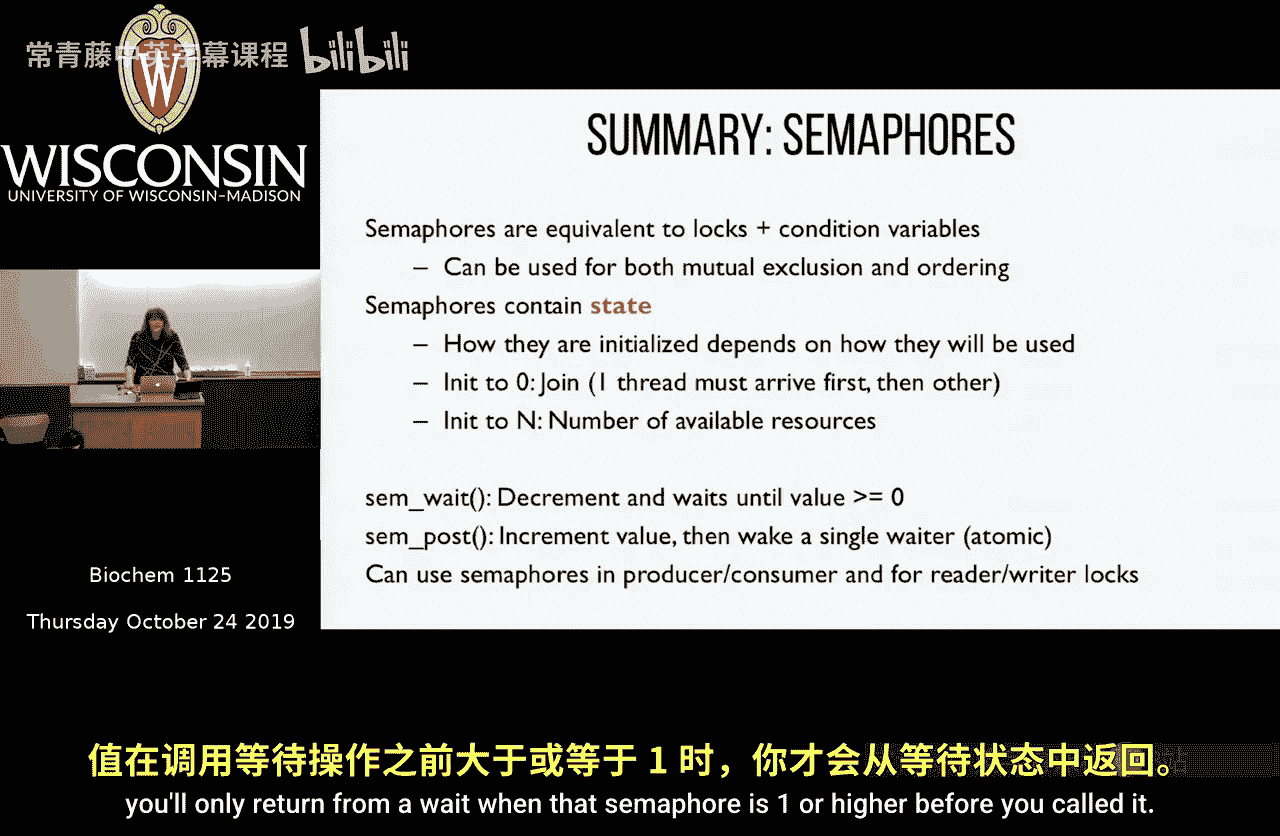 常青藤中英字幕课程 bilibili
W
WISCONSIN
UNIVERSITY OF WISCONSIN-MADISON
SUMMARY: SEMAPHORES
Semaphores are equivalent to locks + condition variables
– Can be used for both mutual exclusion and ordering
Semaphores contain state
– How they are initialized depends on how they will be used
– Init to 0: Join (1 thread must arrive first, then other)
– Init to N: Number of available resources
sem_wait(): Decrement and waits until value >= 0
sem_post(): Increment value, then wake a single waiter (atomic)
Can use semaphores in producer/consumer and for reader/writer locks
Biochem 1125
Thursday October 24 2019
值在调用等待操作之前大于或等于 1 时，你才会从等待状态中返回。
you'll only return from a wait when that semaphore is 1 or higher before you called it.